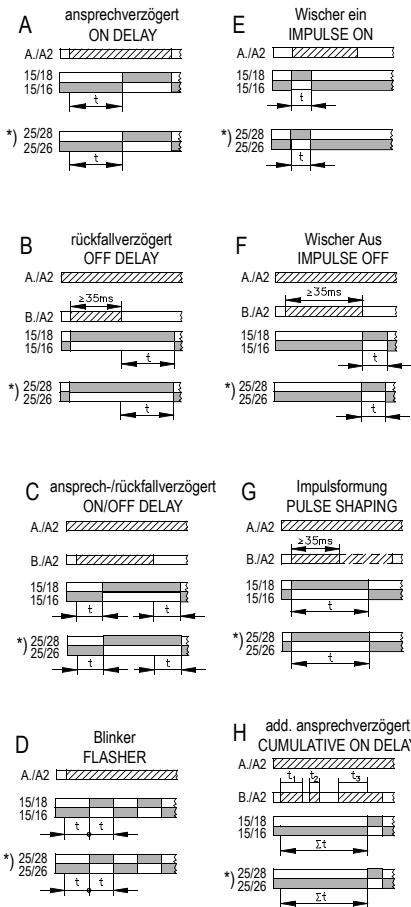 A ansprechverzögert
ON DELAY
A./A2
15/18
15/16
t
*) 25/28
25/26
t
E Wischer ein
IMPULSE ON
A./A2
15/18
15/16
t
*) 25/28
25/26
t
B rückfallverzögert
OFF DELAY
A./A2
≥35ms
B./A2
15/18
15/16
t
*) 25/28
25/26
t
F Wischer Aus
IMPULSE OFF
A./A2
≥35ms
B./A2
15/18
15/16
t
*) 25/28
25/26
t
C ansprech-/rückfallverzögert
ON/OFF DELAY
A./A2
B./A2
15/18
15/16
t t
*) 25/28
25/26
t t
G Impulsformung
PULSE SHAPING
A./A2
≥35ms
B./A2
15/18
15/16
t
*) 25/28
25/26
t
D Blinker
FLASHER
A./A2
15/18
15/16
t t
*) 25/28
25/26
t t
H add. ansprechverzögert
CUMULATIVE ON DELAY
A./A2
t1 t2 t3
B./A2
15/18
15/16
Σt
*) 25/28
25/26
Σt